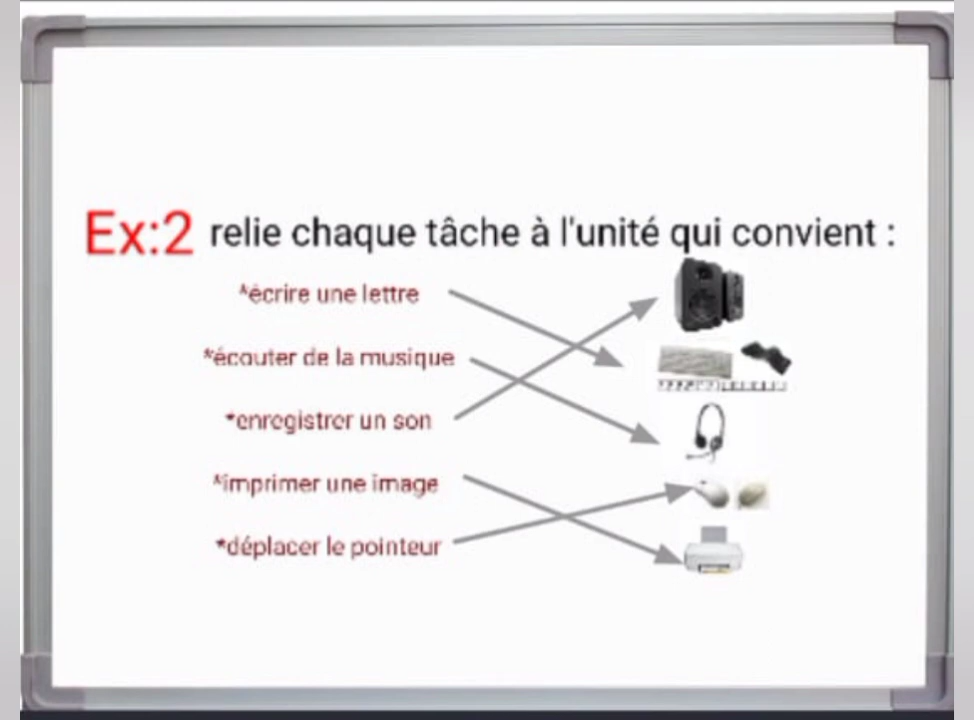 Ex:2 relie chaque tâche à l'unité qui convient :
*écrire une lettre
*écouter de la musique
*enregistrer un son
*imprimer une image
*déplacer le pointeur